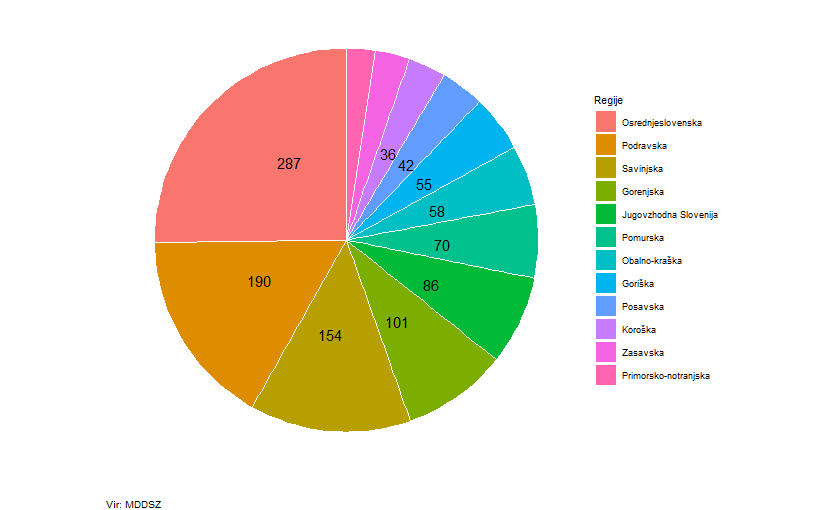 287
36
42
55
58
70
86
101
154
190
Regije
Osrednjeslovenska
Podravska
Savinjska
Gorenjska
Jugovzhodna Slovenija
Pomurska
Obalno-kraška
Goriška
Posavska
Koroška
Zasavska
Primorsko-notranjska
Vir: MDDSZ